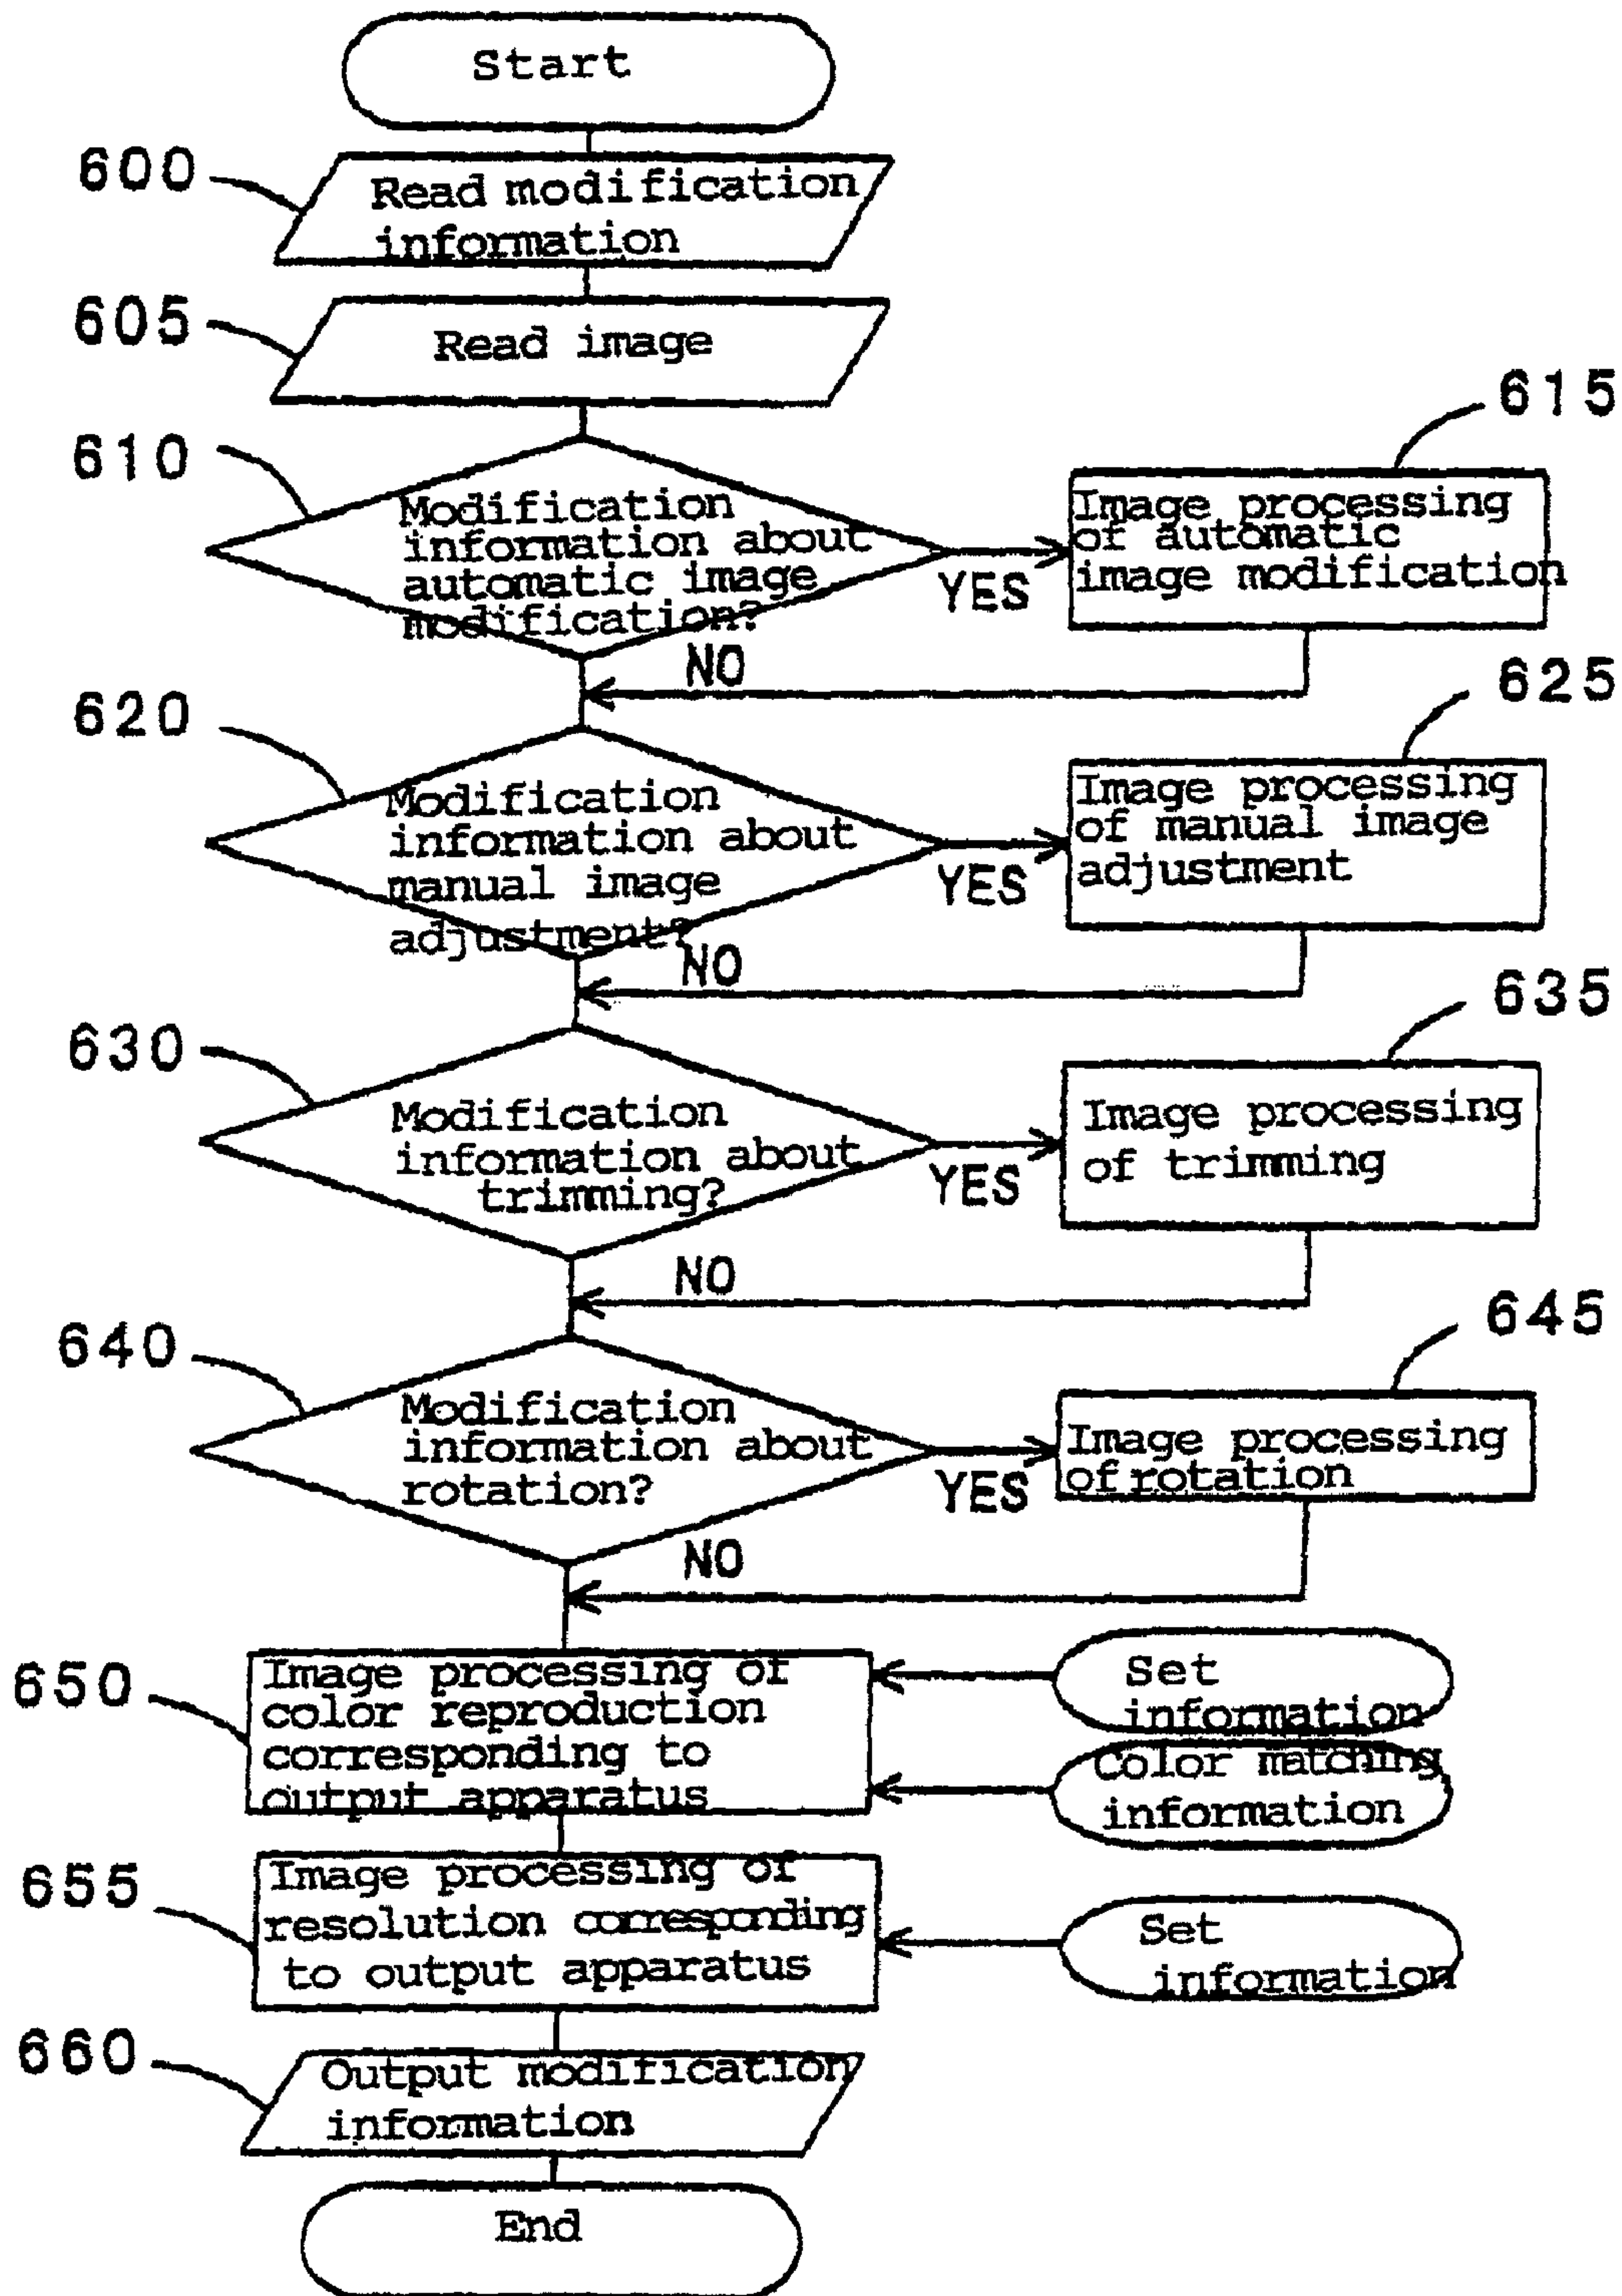 Start
600
Read modification
information
605
Read image
610
Modification
information about
automatic image
modification?
YES
615
Image processing
of automatic
image modification
NO
620
Modification
information about
manual image
adjustment?
YES
625
Image processing
of manual image
adjustment
NO
630
Modification
information about
trimming?
YES
635
Image processing
of trimming
NO
640
Modification
information about
rotation?
YES
645
Image processing
of rotation
NO
650
Image processing of
color reproduction
corresponding to
output apparatus
Set
information
Color matching
information
655
Image processing of
resolution corresponding
to output apparatus
Set
information
660
Output modification
information
End